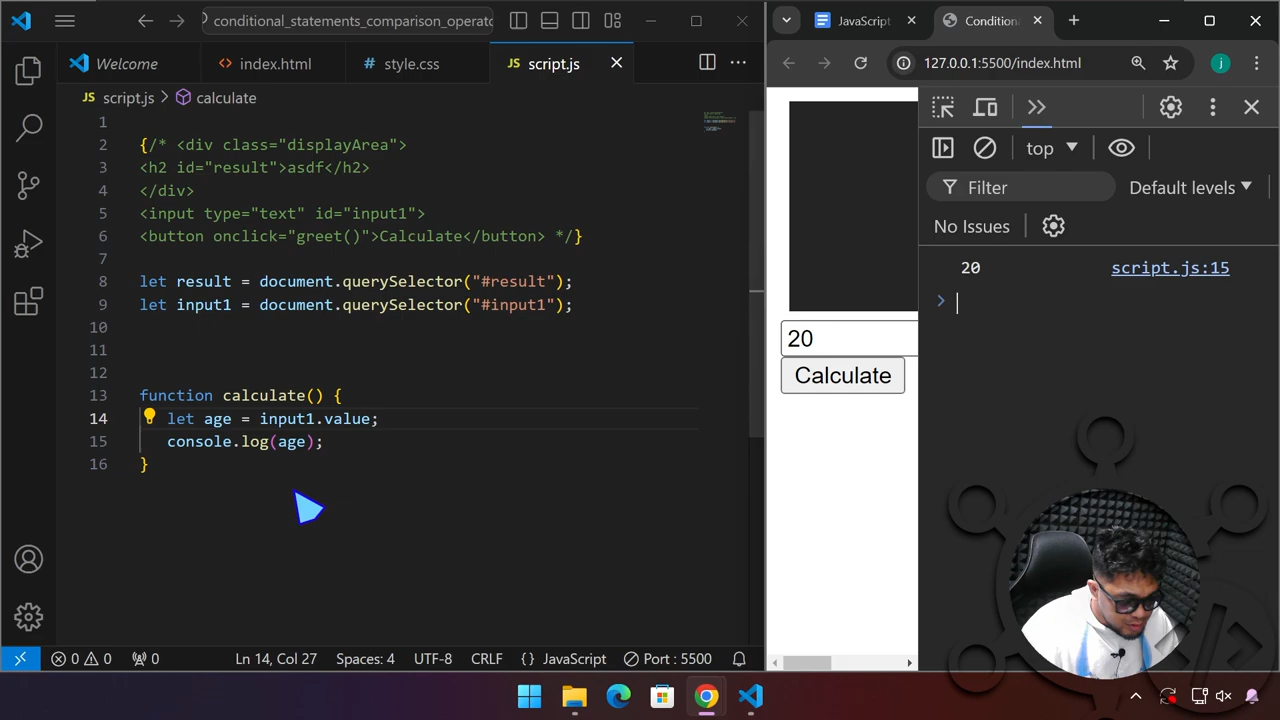 conditional_statements_comparison_operato
Welcome
index.html
style.css
JS script.js
JS script.js > calculate
1
2 {/* <div class="displayArea">
3 <h2 id="result">asdf</h2>
4 </div>
5 <input type="text" id="input1">
6 <button onclick="greet()">Calculate</button> */}
7
8 let result = document.querySelector("#result");
9 let input1 = document.querySelector("#input1");
10
11
12
13 function calculate() {
14 let age = input1.value;
15 console.log(age);
16 }
0 0 0 Ln 14, Col 27 Spaces: 4 UTF-8 CRLF {} JavaScript Port : 5500
JavaScript
Condition
127.0.0.1:5500/index.html
j
top
Filter
Default levels
No Issues
20 script.js:15
>
20
Calculate